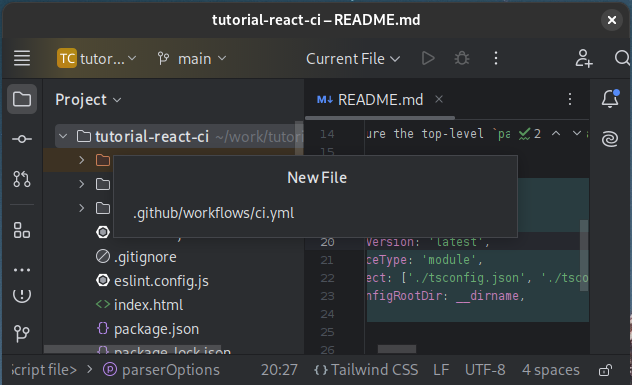 tutorial-react-ci – README.md
TC tutor...
main
Current File
Project
README.md
tutorial-react-ci ~/work/tutori
14 ure the top-level `pa 2
15
New File
.github/workflows/ci.yml
20 Version: 'latest',
.gitignore
21 ceType: 'module',
eslint.config.js
22 ect: ['./tsconfig.json', './tsco
index.html
23 nfigRootDir: __dirname,
24
package.json
25
package-lock.json
26
Script file> > parserOptions
20:27
Tailwind CSS
LF
UTF-8
4 spaces